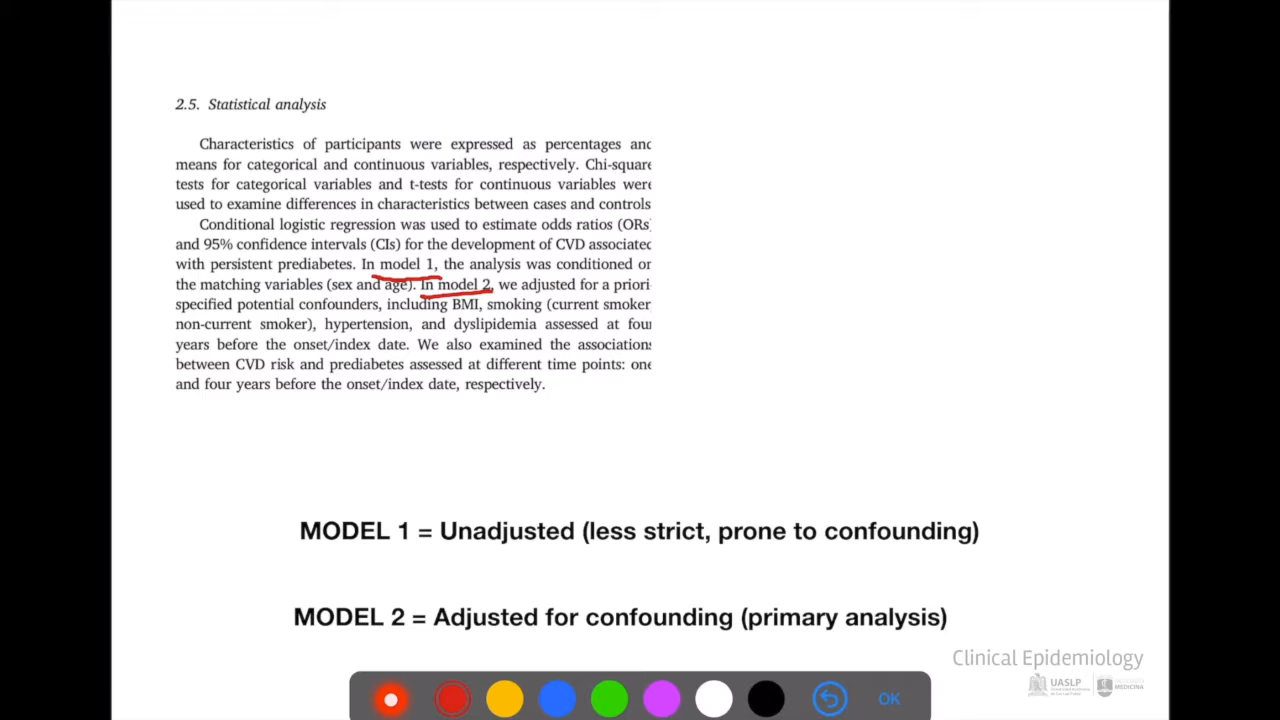 2.5. Statistical analysis
Characteristics of participants were expressed as percentages and
means for categorical and continuous variables, respectively. Chi-square
tests for categorical variables and t-tests for continuous variables were
used to examine differences in characteristics between cases and controls
Conditional logistic regression was used to estimate odds ratios (ORs)
and 95% confidence intervals (CIs) for the development of CVD associated
with persistent prediabetes. In model 1, the analysis was conditioned on
the matching variables (sex and age). In model 2, we adjusted for a priori-
specified potential confounders, including BMI, smoking (current smoker
non-current smoker), hypertension, and dyslipidemia assessed at four
years before the onset/index date. We also examined the associations
between CVD risk and prediabetes assessed at different time points: one
and four years before the onset/index date, respectively.
MODEL 1 = Unadjusted (less strict, prone to confounding)
MODEL 2 = Adjusted for confounding (primary analysis)
Clinical Epidemiology
UASLP
MEDICINA
OK